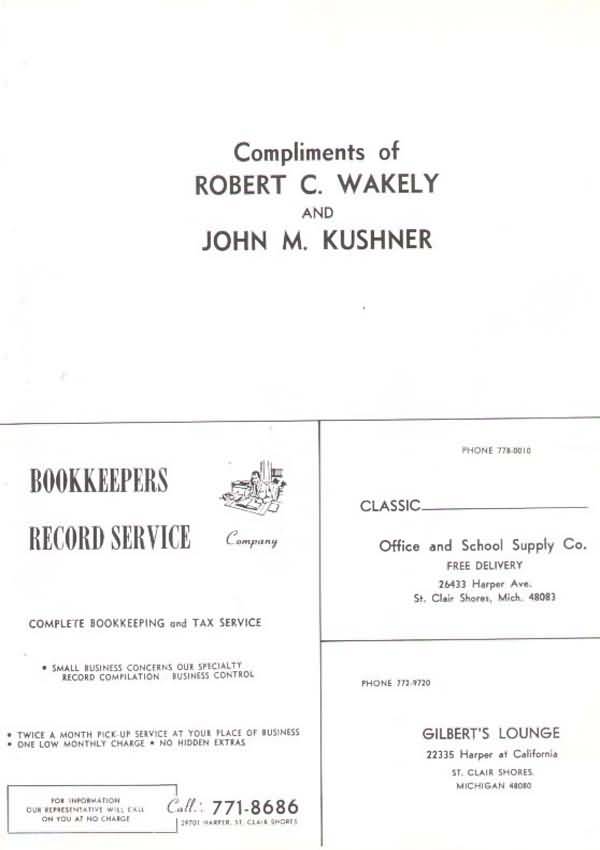 Compliments of
ROBERT C. WAKELY
AND
JOHN M. KUSHNER
BOOKKEEPERS
RECORD SERVICE
Company
COMPLETE BOOKKEEPING and TAX SERVICE
• SMALL BUSINESS CONCERNS OUR SPECIALTY
RECORD COMPILATION BUSINESS CONTROL
• TWICE A MONTH PICK-UP SERVICE AT YOUR PLACE OF BUSINESS
• ONE LOW MONTHLY CHARGE • NO HIDDEN EXTRAS
FOR INFORMATION
OUR REPRESENTATIVE WILL CALL
ON YOU AT NO CHARGE
Call: 771-8686
29701 HARPER, ST. CLAIR SHORES
PHONE 778-0010
CLASSIC
Office and School Supply Co.
FREE DELIVERY
26433 Harper Ave.
St. Clair Shores, Mich. 48083
PHONE 772-9720
GILBERT'S LOUNGE
22335 Harper at California
ST. CLAIR SHORES,
MICHIGAN 48080